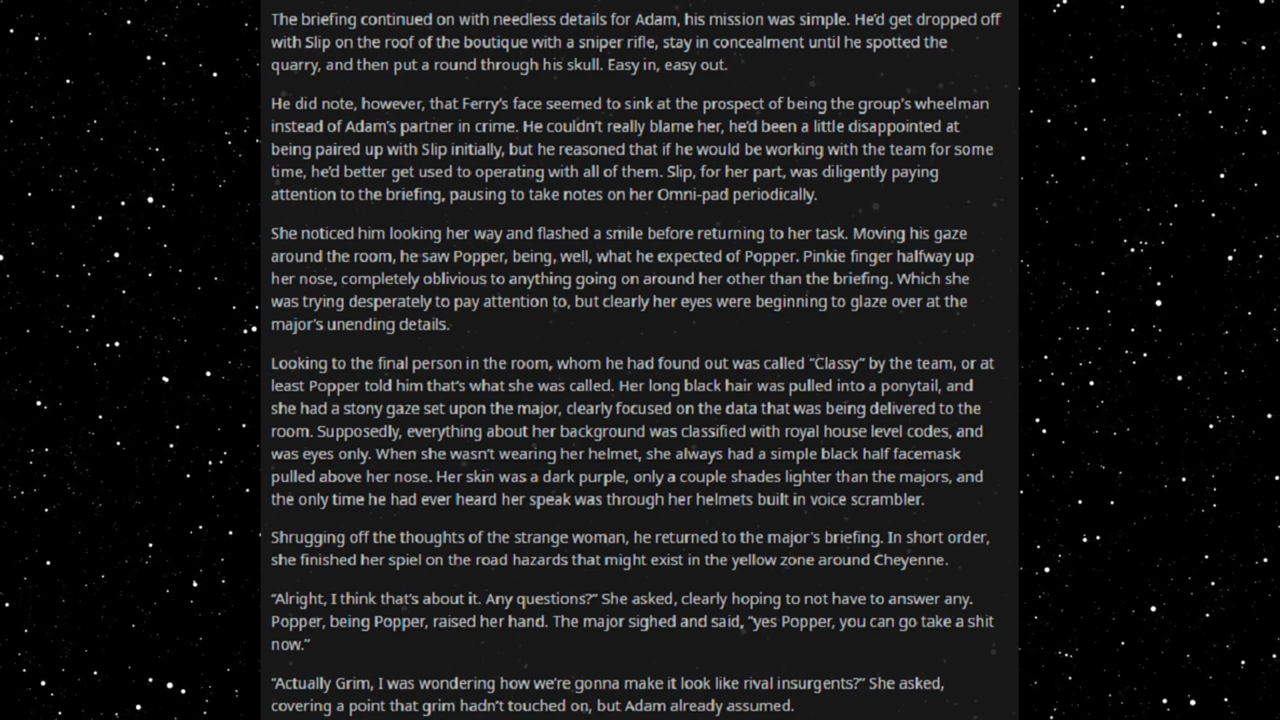 The briefing continued on with needless details for Adam, his mission was simple. He'd get dropped off
with Slip on the roof of the boutique with a sniper rifle, stay in concealment until he spotted the
quarry, and then put a round through his skull. Easy in, easy out.
He did note, however, that Ferry's face seemed to sink at the prospect of being the group's wheelman
instead of Adam's partner in crime. He couldn't really blame her, he'd been a little disappointed at
being paired up with Slip initially, but he reasoned that if he would be working with the team for some
time, he'd better get used to operating with all of them. Slip, for her part, was diligently paying
attention to the briefing, pausing to take notes on her Omni-pad periodically.
She noticed him looking her way and flashed a smile before returning to her task. Moving his gaze
around the room, he saw Popper, being, well, what he expected of Popper. Pinkie finger halfway up
her nose, completely oblivious to anything going on around her other than the briefing. Which she
was trying desperately to pay attention to, but clearly her eyes were beginning to glaze over at the
major's unending details.
Looking to the final person in the room, whom he had found out was called “Classy” by the team, or at
least Popper told him that's what she was called. Her long black hair was pulled into a ponytail, and
she had a stony gaze set upon the major, clearly focused on the data that was being delivered to the
room. Supposedly, everything about her background was classified with royal house level codes, and
was eyes only. When she wasn't wearing her helmet, she always had a simple black half facemask
pulled above her nose. Her skin was a dark purple, only a couple shades lighter than the majors, and
the only time he had ever heard her speak was through her helmets built in voice scrambler.
Shrugging off the thoughts of the strange woman, he returned to the major's briefing. In short order,
she finished her spiel on the road hazards that might exist in the yellow zone around Cheyenne.
“Alright, I think that's about it. Any questions?” She asked, clearly hoping to not have to answer any.
Popper, being Popper, raised her hand. The major sighed and said, “yes Popper, you can go take a shit
now.”
“Actually Grim, I was wondering how we're gonna make it look like rival insurgents?” She asked,
covering a point that grim hadn't touched on, but Adam already assumed.